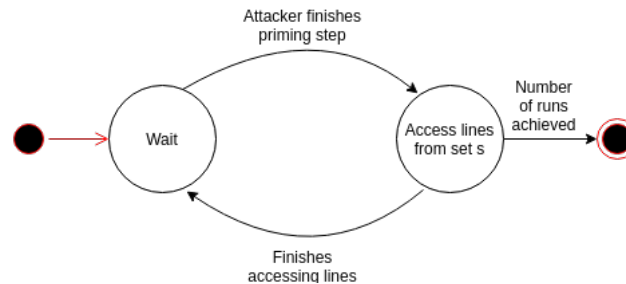 Attacker finishes
priming step
Number
of runs
achieved
Wait
Access lines
from set s
Finishes
accessing lines